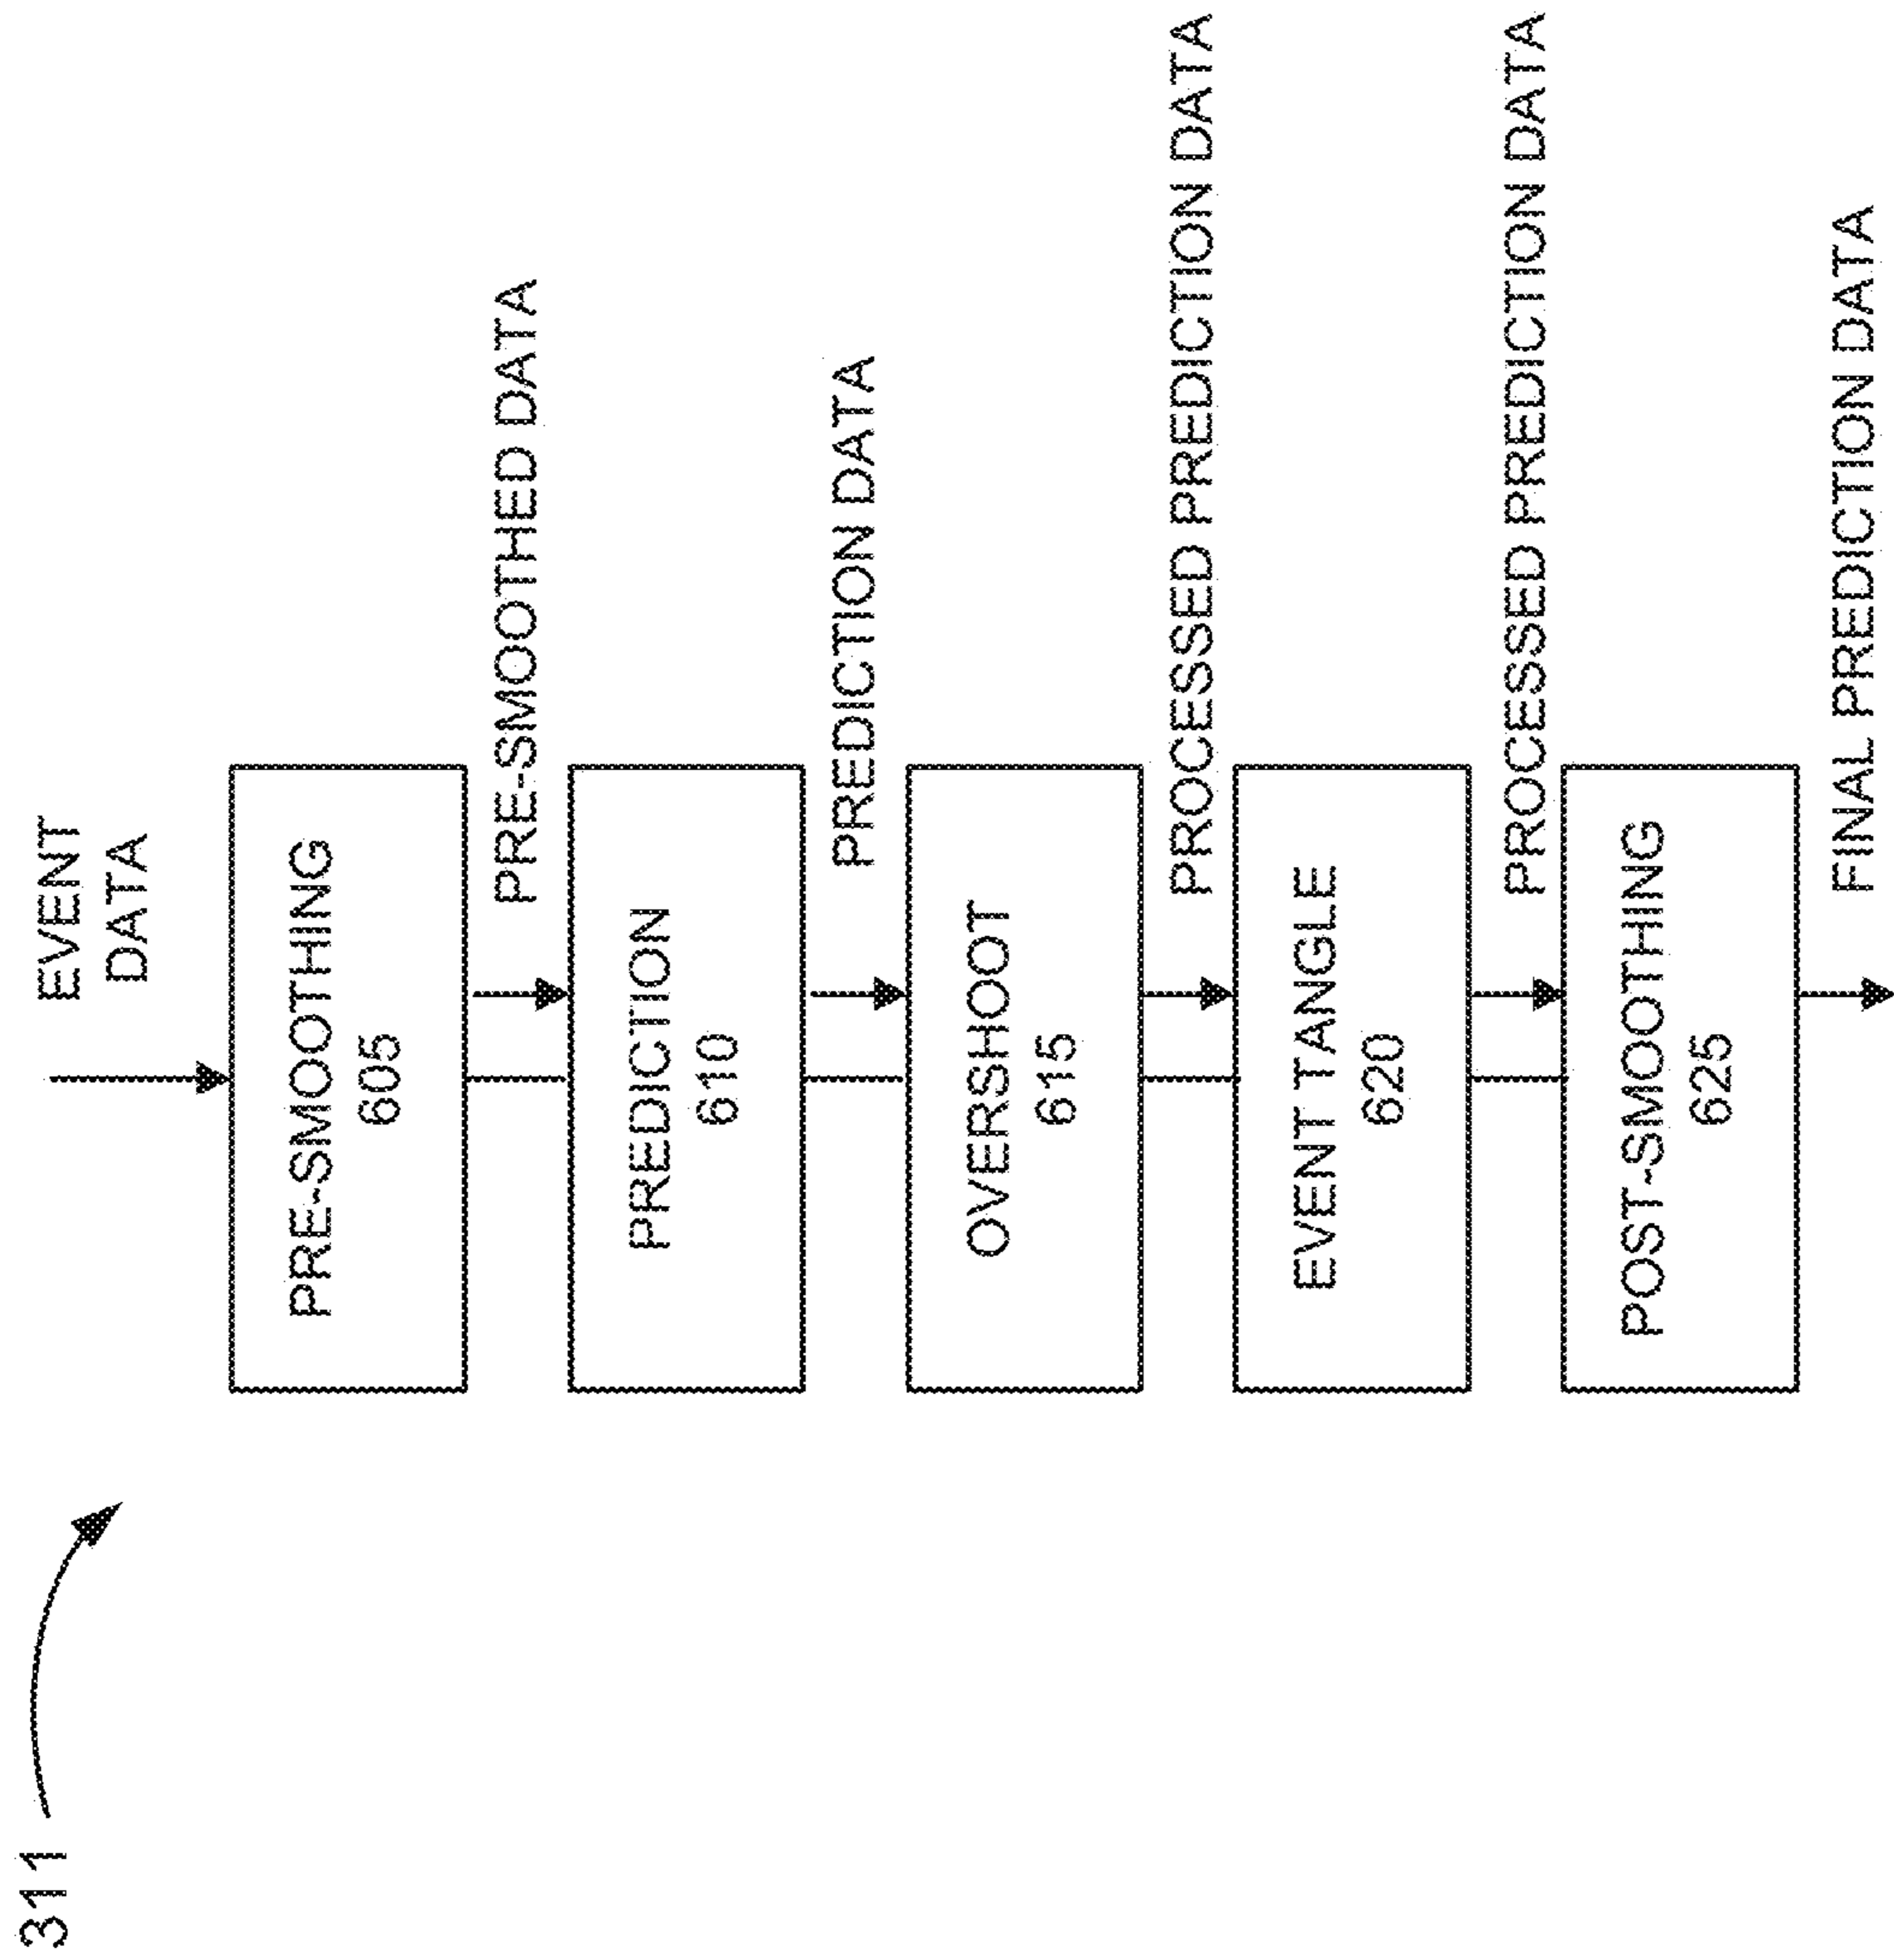 311
EVENT
DATA
PRE-SMOOTHING
605
PRE-SMOOTHED DATA
PREDICTION
610
PREDICTION DATA
OVERSHOOT
615
PROCESSED PREDICTION DATA
EVENT TANGLE
620
PROCESSED PREDICTION DATA
POST-SMOOTHING
625
FINAL PREDICTION DATA